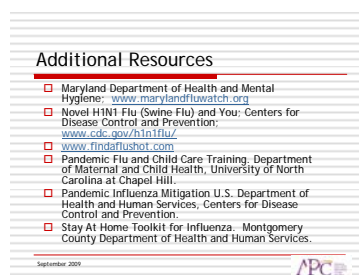 Additional Resources
Maryland Department of Health and Mental
Hygiene; www.marylandfluwatch.org
Novel H1N1 Flu (Swine Flu) and You; Centers for
Disease Control and Prevention;
www.cdc.gov/h1n1flu/
www.findaflushot.com
Pandemic Flu and Child Care Training. Department
of Maternal and Child Health, University of North
Carolina at Chapel Hill.
Pandemic Influenza Mitigation U.S. Department of
Health and Human Services, Centers for Disease
Control and Prevention.
Stay At Home Toolkit for Influenza. Montgomery
County Department of Health and Human Services.
September 2009
APC